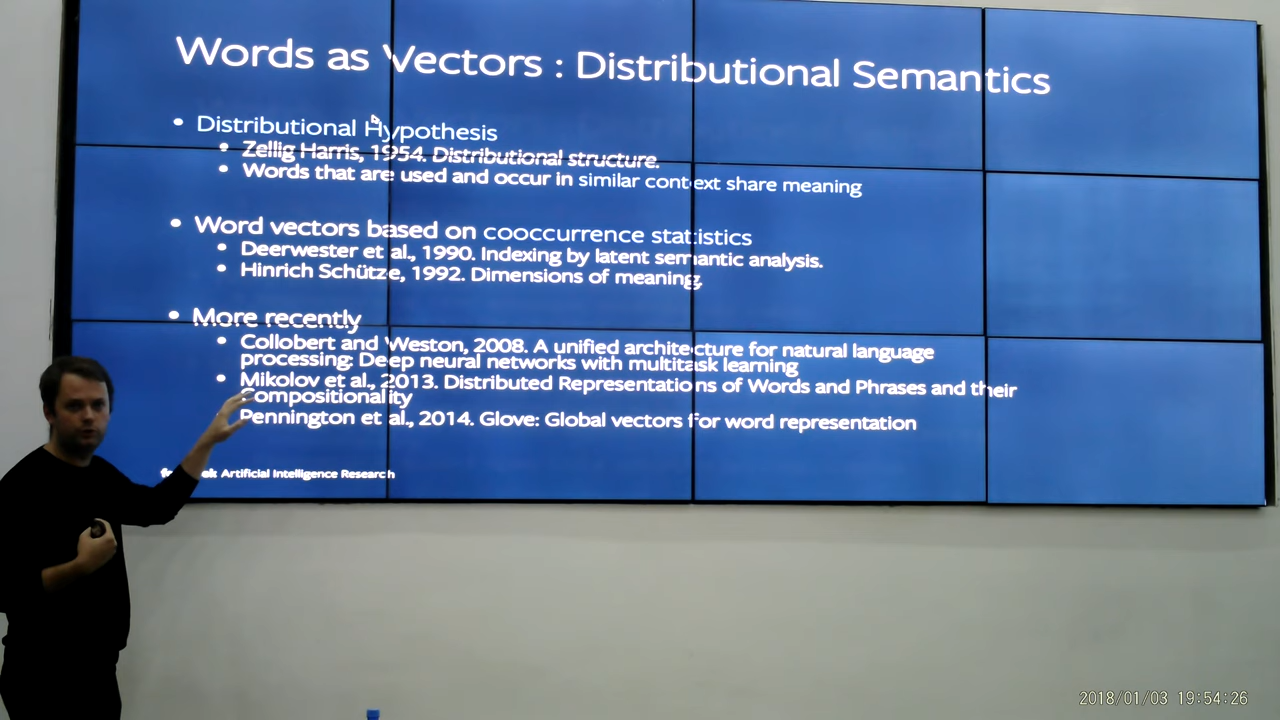 Words as Vectors : Distributional Semantics
• Distributional Hypothesis
• Zellig Harris, 1954. Distributional structure.
• Words that are used and occur in similar context share meaning
• Word vectors based on cooccurrence statistics
• Deerwester et al., 1990. Indexing by latent semantic analysis.
• Hinrich Schütze, 1992. Dimensions of meaning.
• More recently
• Collobert and Weston, 2008. A unified architecture for natural language
processing: Deep neural networks with multitask learning
• Mikolov et al., 2013. Distributed Representations of Words and Phrases and their
Compositionality
Pennington et al., 2014. Glove: Global vectors for word representation
Artificial Intelligence Research
2018/01/03 19:54:26